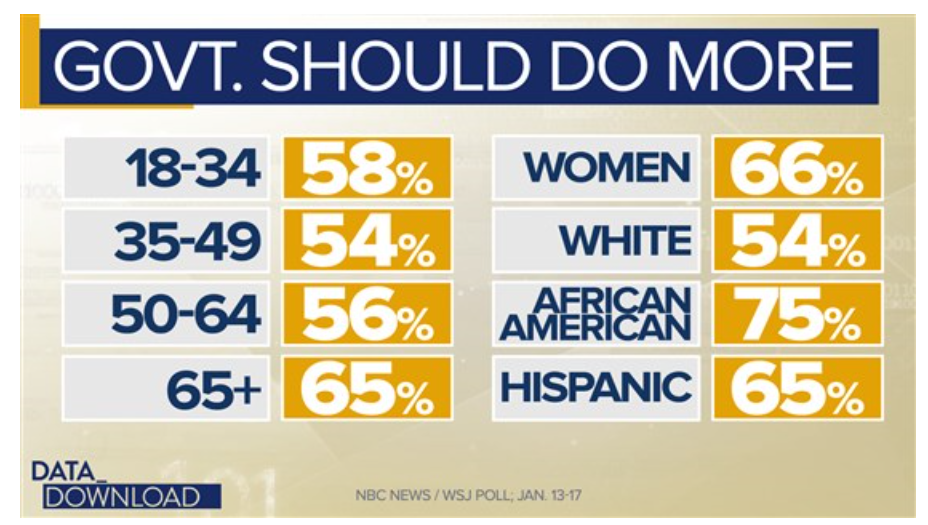 GOVT. SHOULD DO MORE
18-34 58%
35-49 54%
50-64 56%
65+ 65%
WOMEN 66%
WHITE 54%
AFRICAN
AMERICAN 75%
HISPANIC 65%
DATA_
DOWNLOAD
NBC NEWS / WSJ POLL; JAN. 13-17